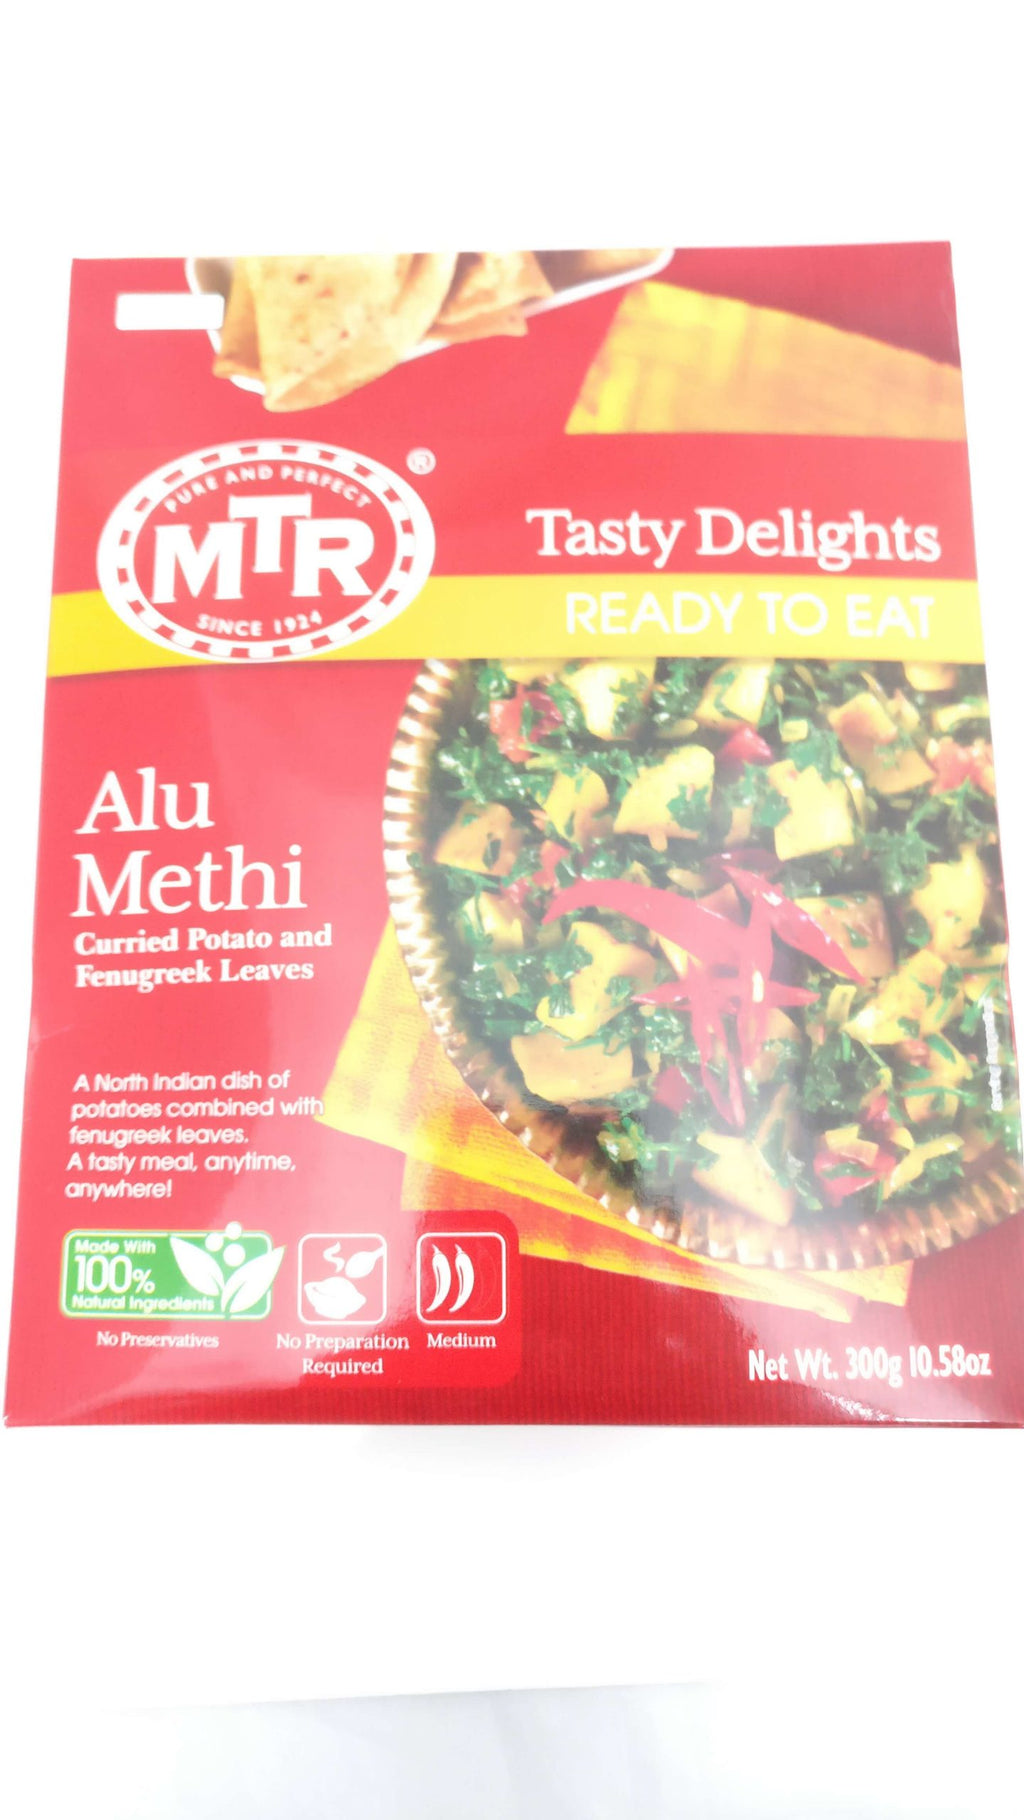 PURE AND PERFECT
MTR
SINCE 1924
®
Tasty Delights
READY TO EAT
Alu
Methi
Curried Potato and
Fenugreek Leaves
A North Indian dish of
potatoes combined with
fenugreek leaves.
A tasty meal, anytime,
anywhere!
Made With
100%
Natural Ingredients
No Preservatives
No Preparation
Required
Medium
Net Wt. 300g 10.58oz
Serving Suggestion